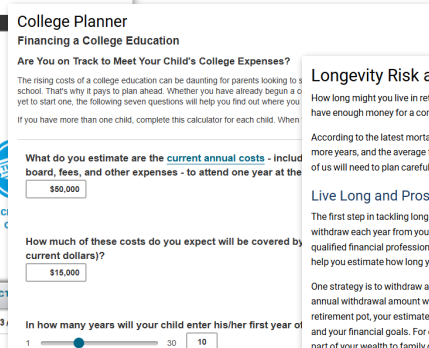 College Planner
Financing a College Education
Are You on Track to Meet Your Child's College Expenses?
The rising costs of a college education can be daunting for parents looking to s
school. That's why it pays to plan ahead. Whether you have already begun a c
yet to start one, the following seven questions will help you find out where you
If you have more than one child, complete this calculator for each child. When
What do you estimate are the current annual costs - includ
board, fees, and other expenses - to attend one year at the
$50,000
How much of these costs do you expect will be covered by
current dollars)?
$15,000
In how many years will your child enter his/her first year of
1 30 10
Longevity Risk a
How long might you live in ret
have enough money for a con
According to the latest morta
more years, and the average
of us will need to plan careful
Live Long and Pros
The first step in tackling long
withdraw each year from you
qualified financial profession
help you estimate how long y
One strategy is to withdraw a
annual withdrawal amount w
retirement pot, your estimate
and your financial goals. For